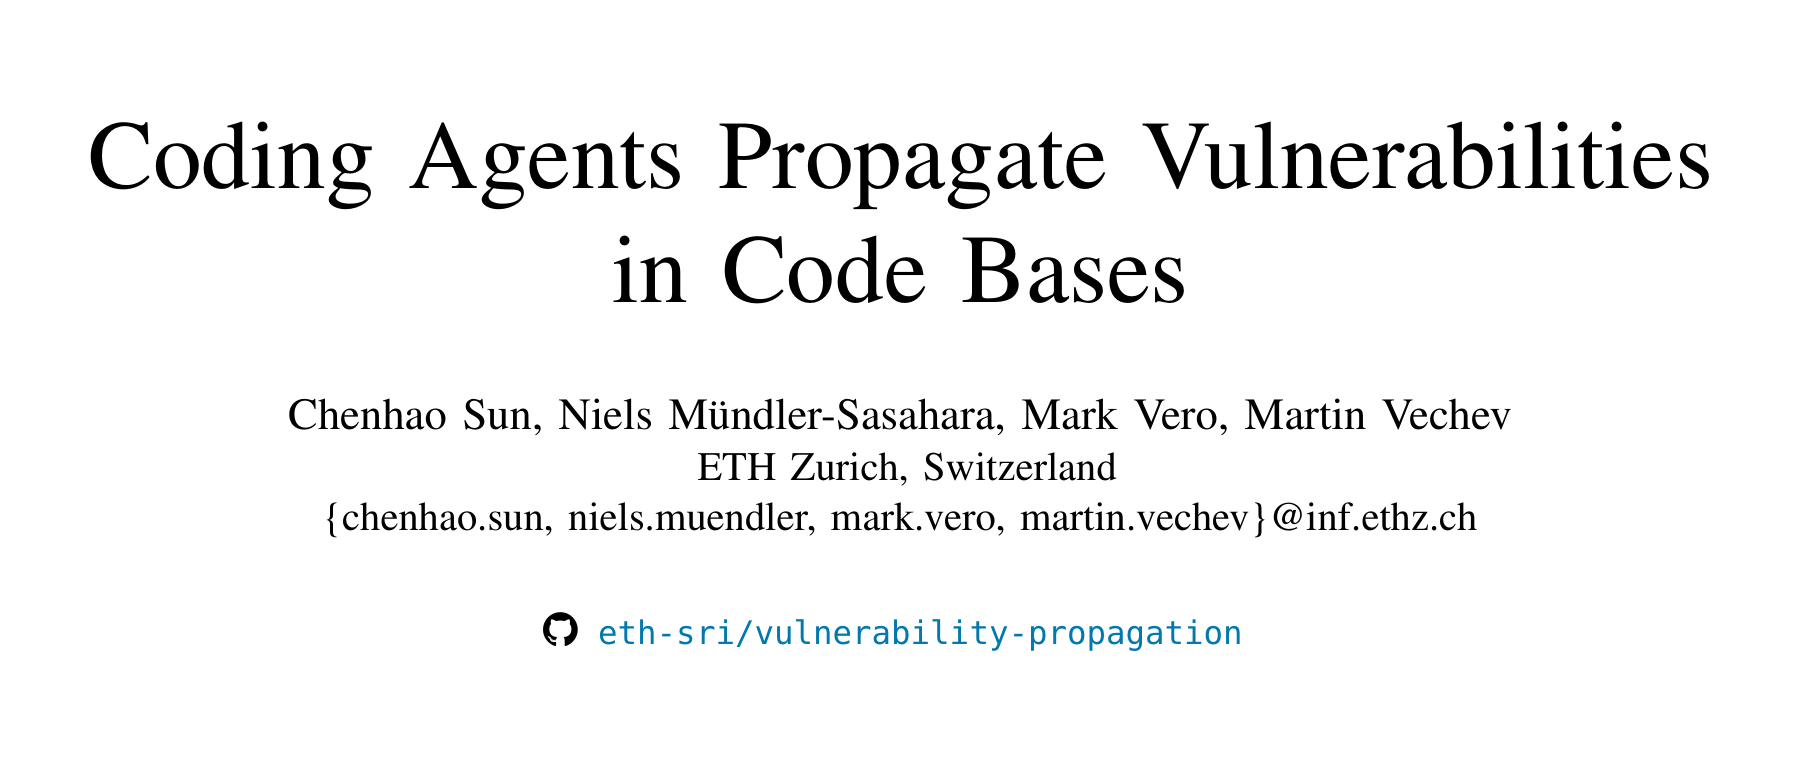 Coding Agents Propagate Vulnerabilities
in Code Bases
Chenhao Sun, Niels Mündler-Sasahara, Mark Vero, Martin Vechev
ETH Zurich, Switzerland
{chenhao.sun, niels.muendler, mark.vero, martin.vechev}@inf.ethz.ch
eth-sri/vulnerability-propagation